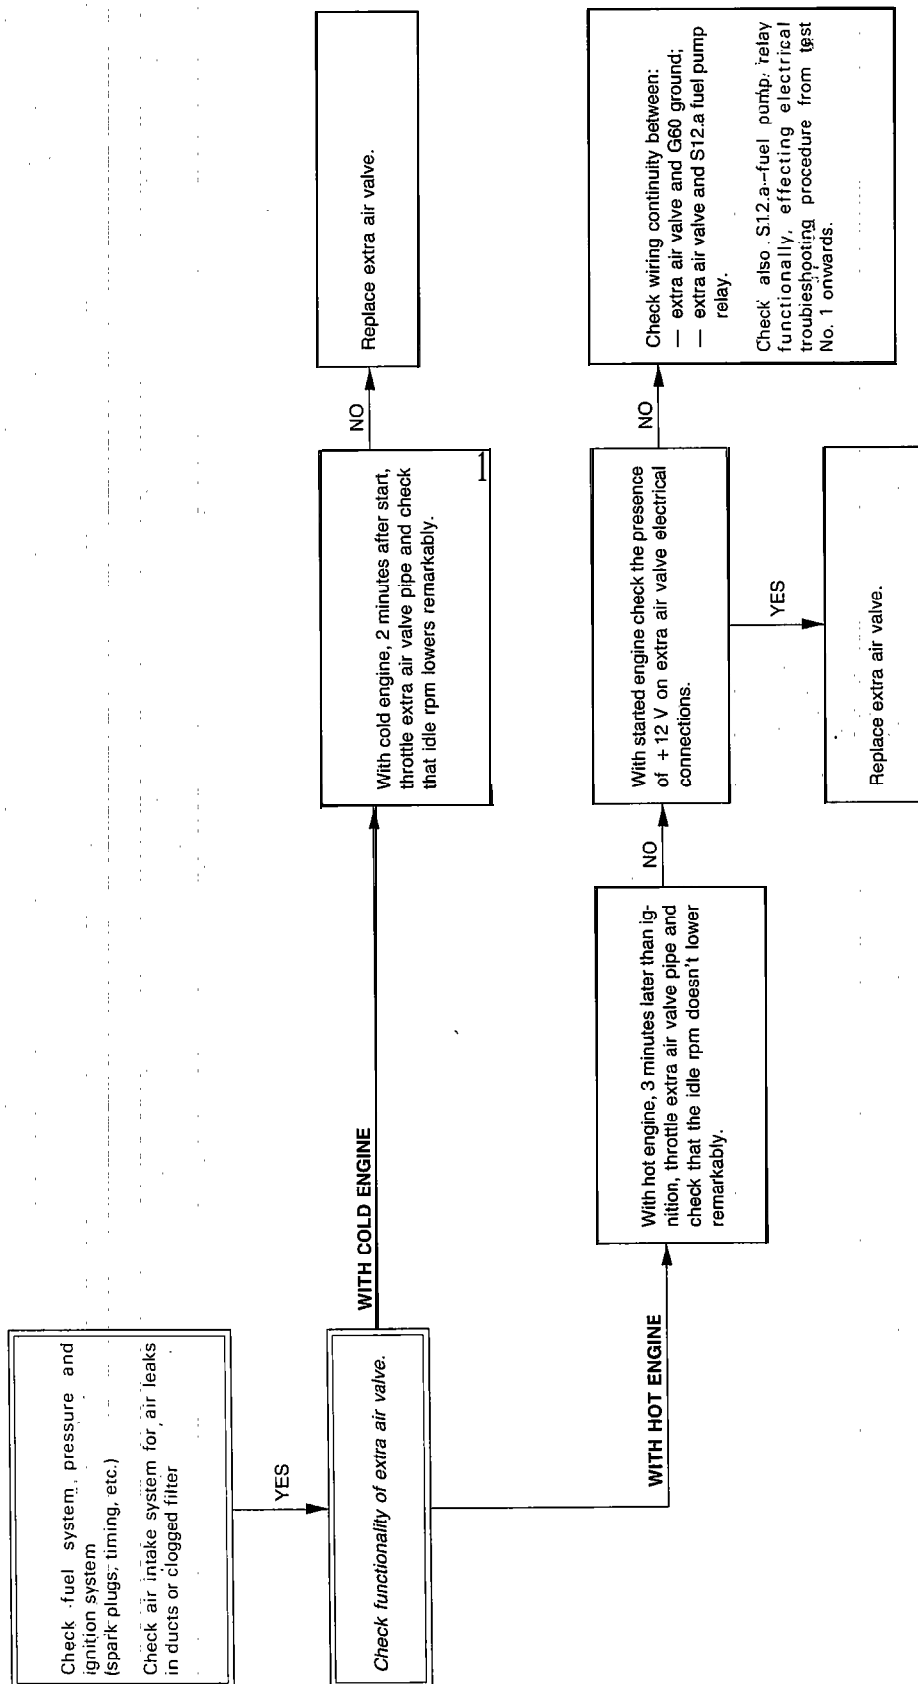 Check fuel system, pressure and
ignition system
(spark plugs, timing, etc.)
Check air intake system for air leaks
in ducts or clogged filter
YES
Check functionality of extra air valve.
WITH COLD ENGINE
With cold engine, 2 minutes after start,
throttle extra air valve pipe and check
that idle rpm lowers remarkably.
1
NO
Replace extra air valve.
WITH HOT ENGINE
With hot engine, 3 minutes later than ig-
nition, throttle extra air valve pipe and
check that the idle rpm doesn't lower
remarkably.
NO
With started engine check the presence
of + 12 V on extra air valve electrical
connections.
NO
Check wiring continuity between:
— extra air valve and G60 ground;
— extra air valve and S12.a fuel pump
relay.
Check also S12.a-fuel pump relay
functionally, effecting electrical
troubleshooting procedure from test
No. 1 onwards.
YES
Replace extra air valve.